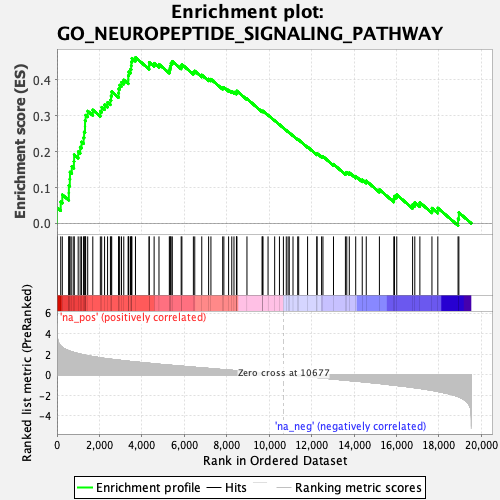 Enrichment plot:
GO_NEUROPEPTIDE_SIGNALING_PATHWAY
Enrichment score (ES)
0.4
0.3
0.2
0.1
0.0
'na_pos' (positively correlated)
Ranked list metric (PreRanked)
6
4
2
0
-2
-4
Zero cross at 10677
'na_neg' (negatively correlated)
0
2,000
4,000
6,000
8,000
10,000
12,000
14,000
16,000
18,000
20,000
Rank in Ordered Dataset
Enrichment profile
Hits
Ranking metric scores